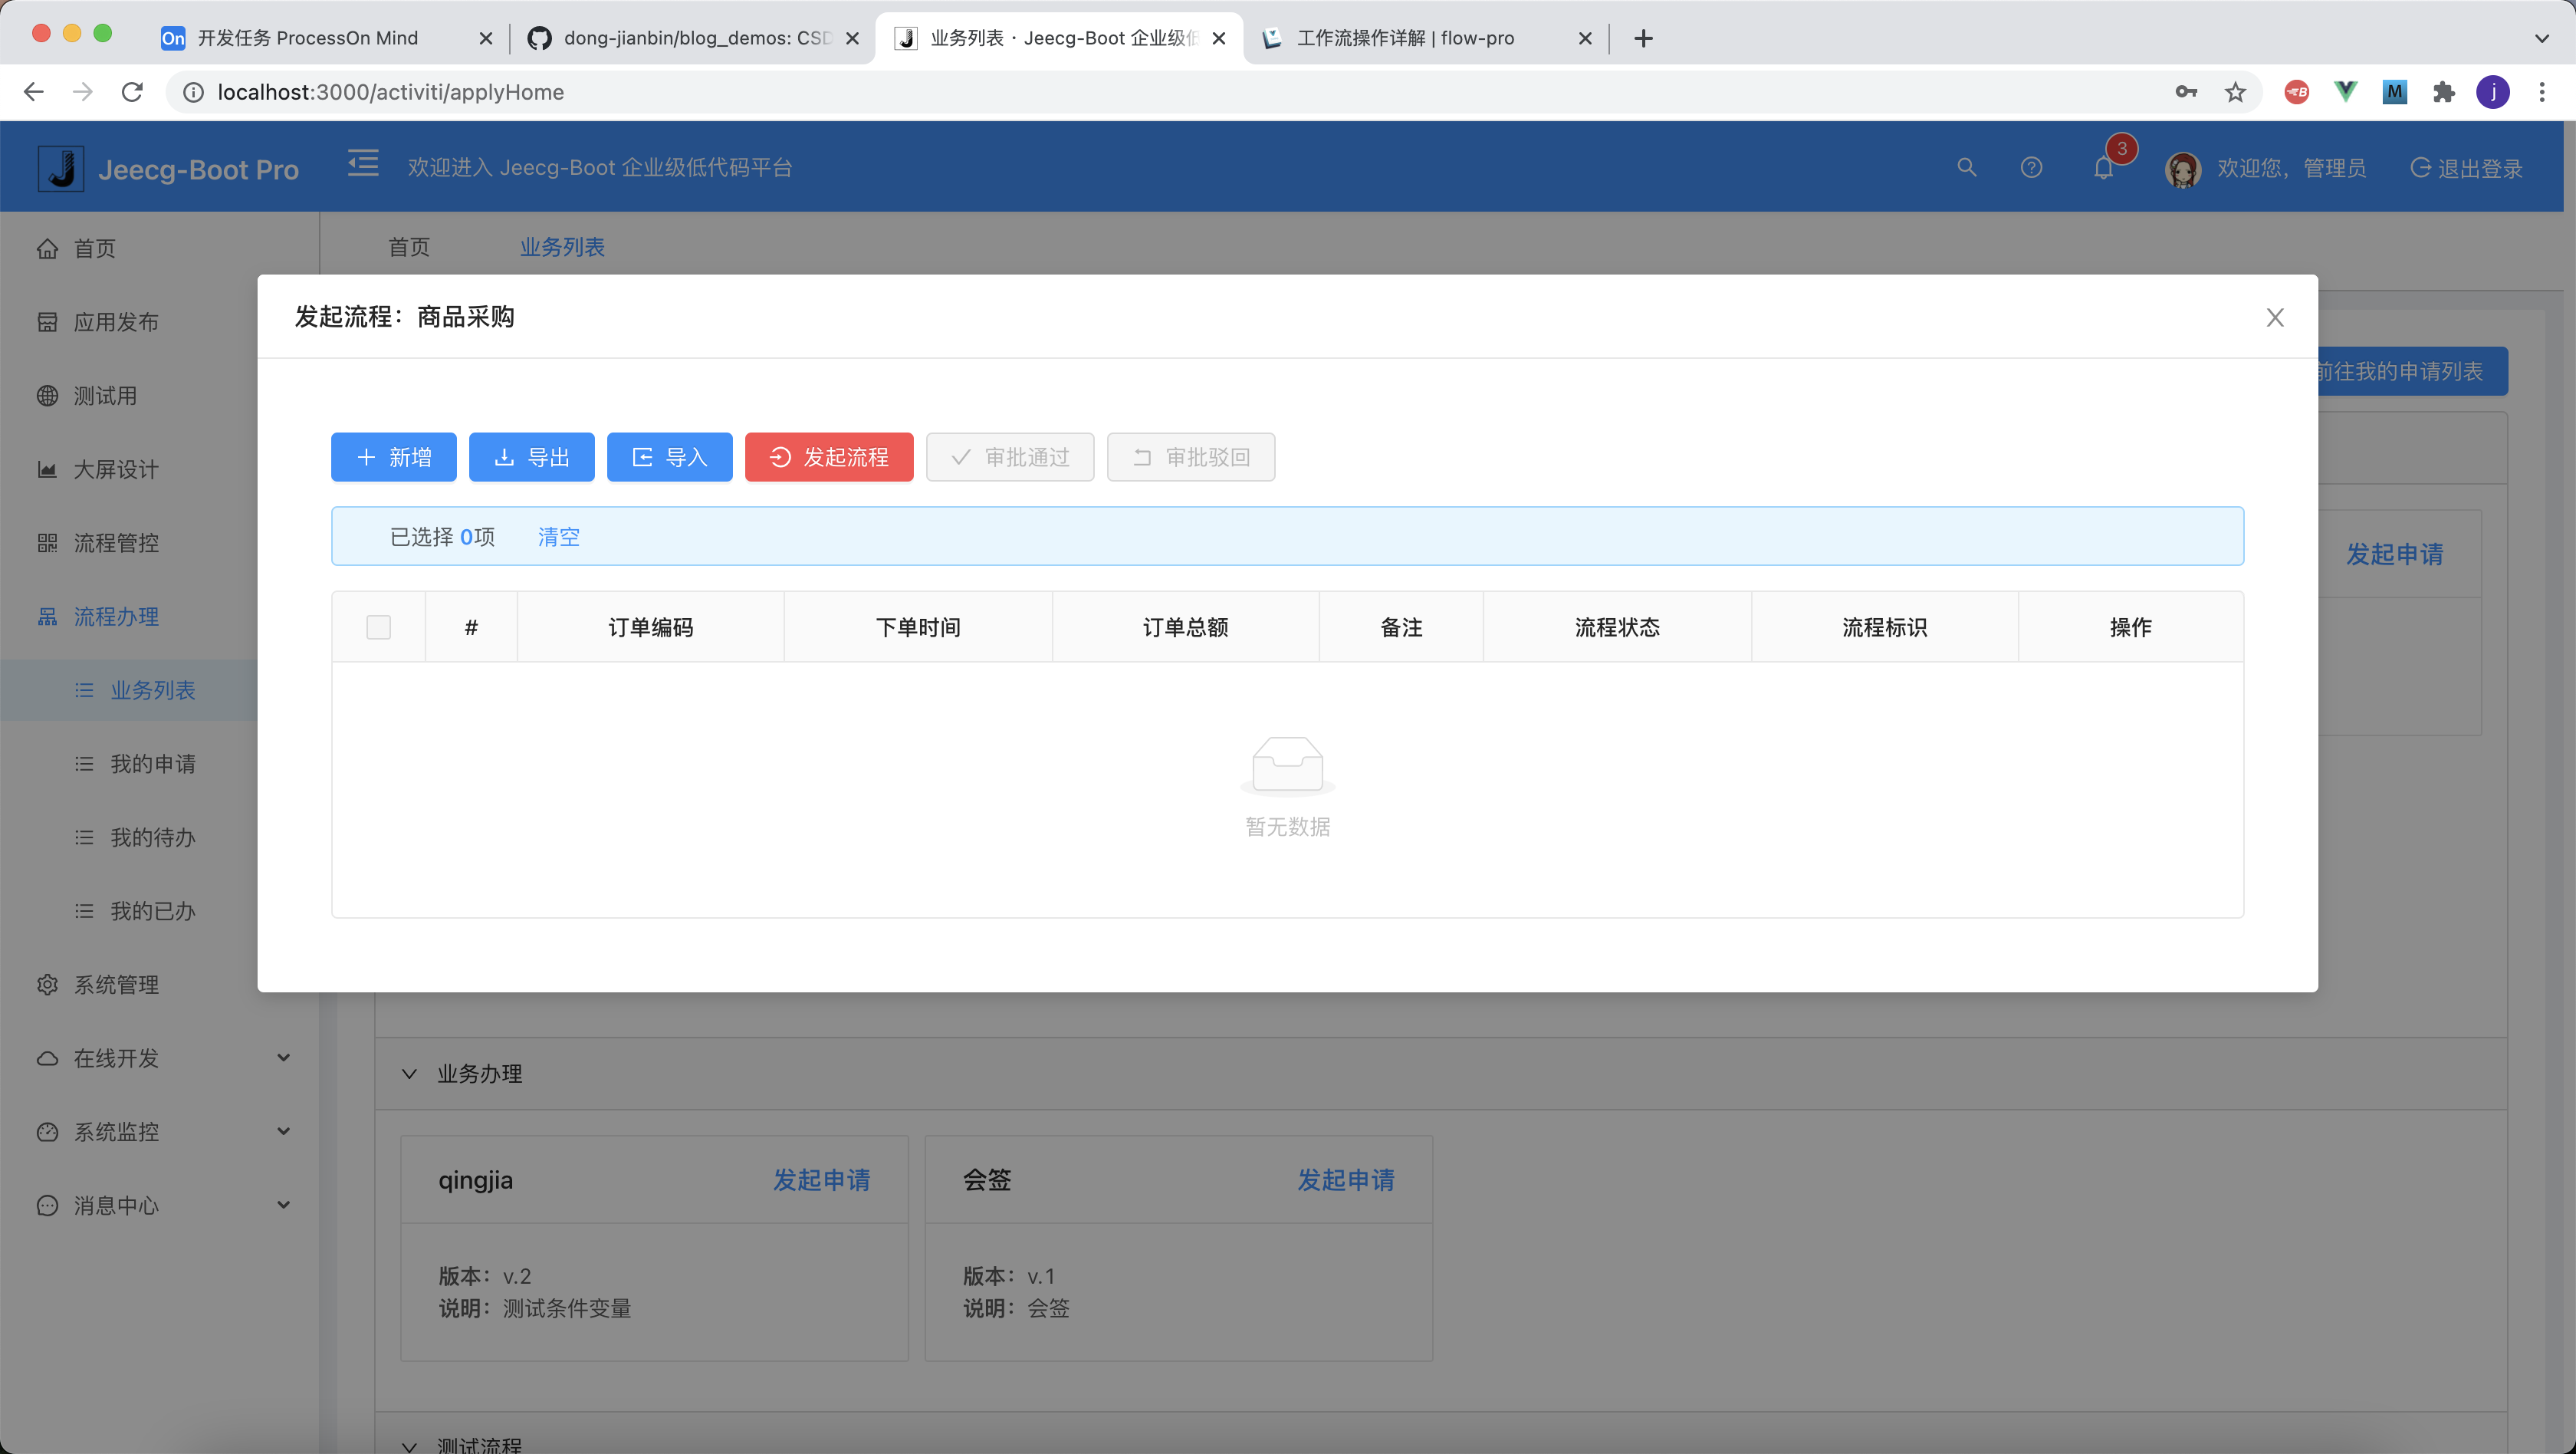 On 开发任务 ProcessOn Mind
dong-jianbin/blog_demos: CSD
业务列表 · Jeecg-Boot 企业级低
工作流操作详解 | flow-pro
localhost:3000/activiti/applyHome
M
j
Jeecg-Boot Pro
欢迎进入 Jeecg-Boot 企业级低代码平台
3
欢迎您，管理员
退出登录
首页
应用发布
测试用
大屏设计
流程管控
流程办理
业务列表
我的申请
我的待办
我的已办
系统管理
在线开发
系统监控
消息中心
首页 业务列表
前往我的申请列表
发起申请
发起流程：商品采购
新增 导出 导入 发起流程 审批通过 审批驳回
已选择 0项 清空
# 订单编码 下单时间 订单总额 备注 流程状态 流程标识 操作
暂无数据
业务办理
qingjia 发起申请
版本：v.2
说明：测试条件变量
会签 发起申请
版本：v.1
说明：会签
测试流程